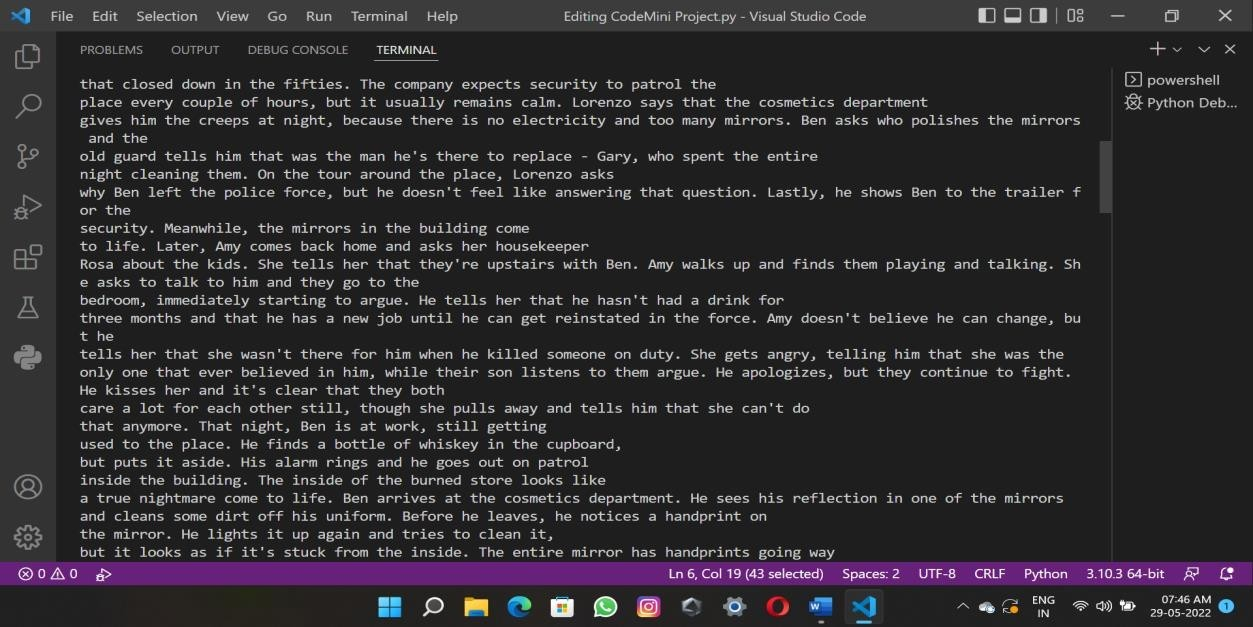 File Edit Selection View Go Run Terminal Help Editing CodeMini Project.py - Visual Studio Code
PROBLEMS OUTPUT DEBUG CONSOLE TERMINAL
powershell
Python Deb...
that closed down in the fifties. The company expects security to patrol the
place every couple of hours, but it usually remains calm. Lorenzo says that the cosmetics department
gives him the creeps at night, because there is no electricity and too many mirrors. Ben asks who polishes the mirrors
and the
old guard tells him that was the man he's there to replace - Gary, who spent the entire
night cleaning them. On the tour around the place, Lorenzo asks
why Ben left the police force, but he doesn't feel like answering that question. Lastly, he shows Ben to the trailer f
or the
security. Meanwhile, the mirrors in the building come
to life. Later, Amy comes back home and asks her housekeeper
Rosa about the kids. She tells her that they're upstairs with Ben. Amy walks up and finds them playing and talking. Sh
e asks to talk to him and they go to the
bedroom, immediately starting to argue. He tells her that he hasn't had a drink for
three months and that he has a new job until he can get reinstated in the force. Amy doesn't believe he can change, bu
t he
tells her that she wasn't there for him when he killed someone on duty. She gets angry, telling him that she was the
only one that ever believed in him, while their son listens to them argue. He apologizes, but they continue to fight.
He kisses her and it's clear that they both
care a lot for each other still, though she pulls away and tells him that she can't do
that anymore. That night, Ben is at work, still getting
used to the place. He finds a bottle of whiskey in the cupboard,
but puts it aside. His alarm rings and he goes out on patrol
inside the building. The inside of the burned store looks like
a true nightmare come to life. Ben arrives at the cosmetics department. He sees his reflection in one of the mirrors
and cleans some dirt off his uniform. Before he leaves, he notices a handprint on
the mirror. He lights it up again and tries to clean it,
but it looks as if it's stuck from the inside. The entire mirror has handprints going way
0 0 Ln 6, Col 19 (43 selected) Spaces: 2 UTF-8 CRLF Python 3.10.3 64-bit
ENG
IN
07:46 AM
29-05-2022
1